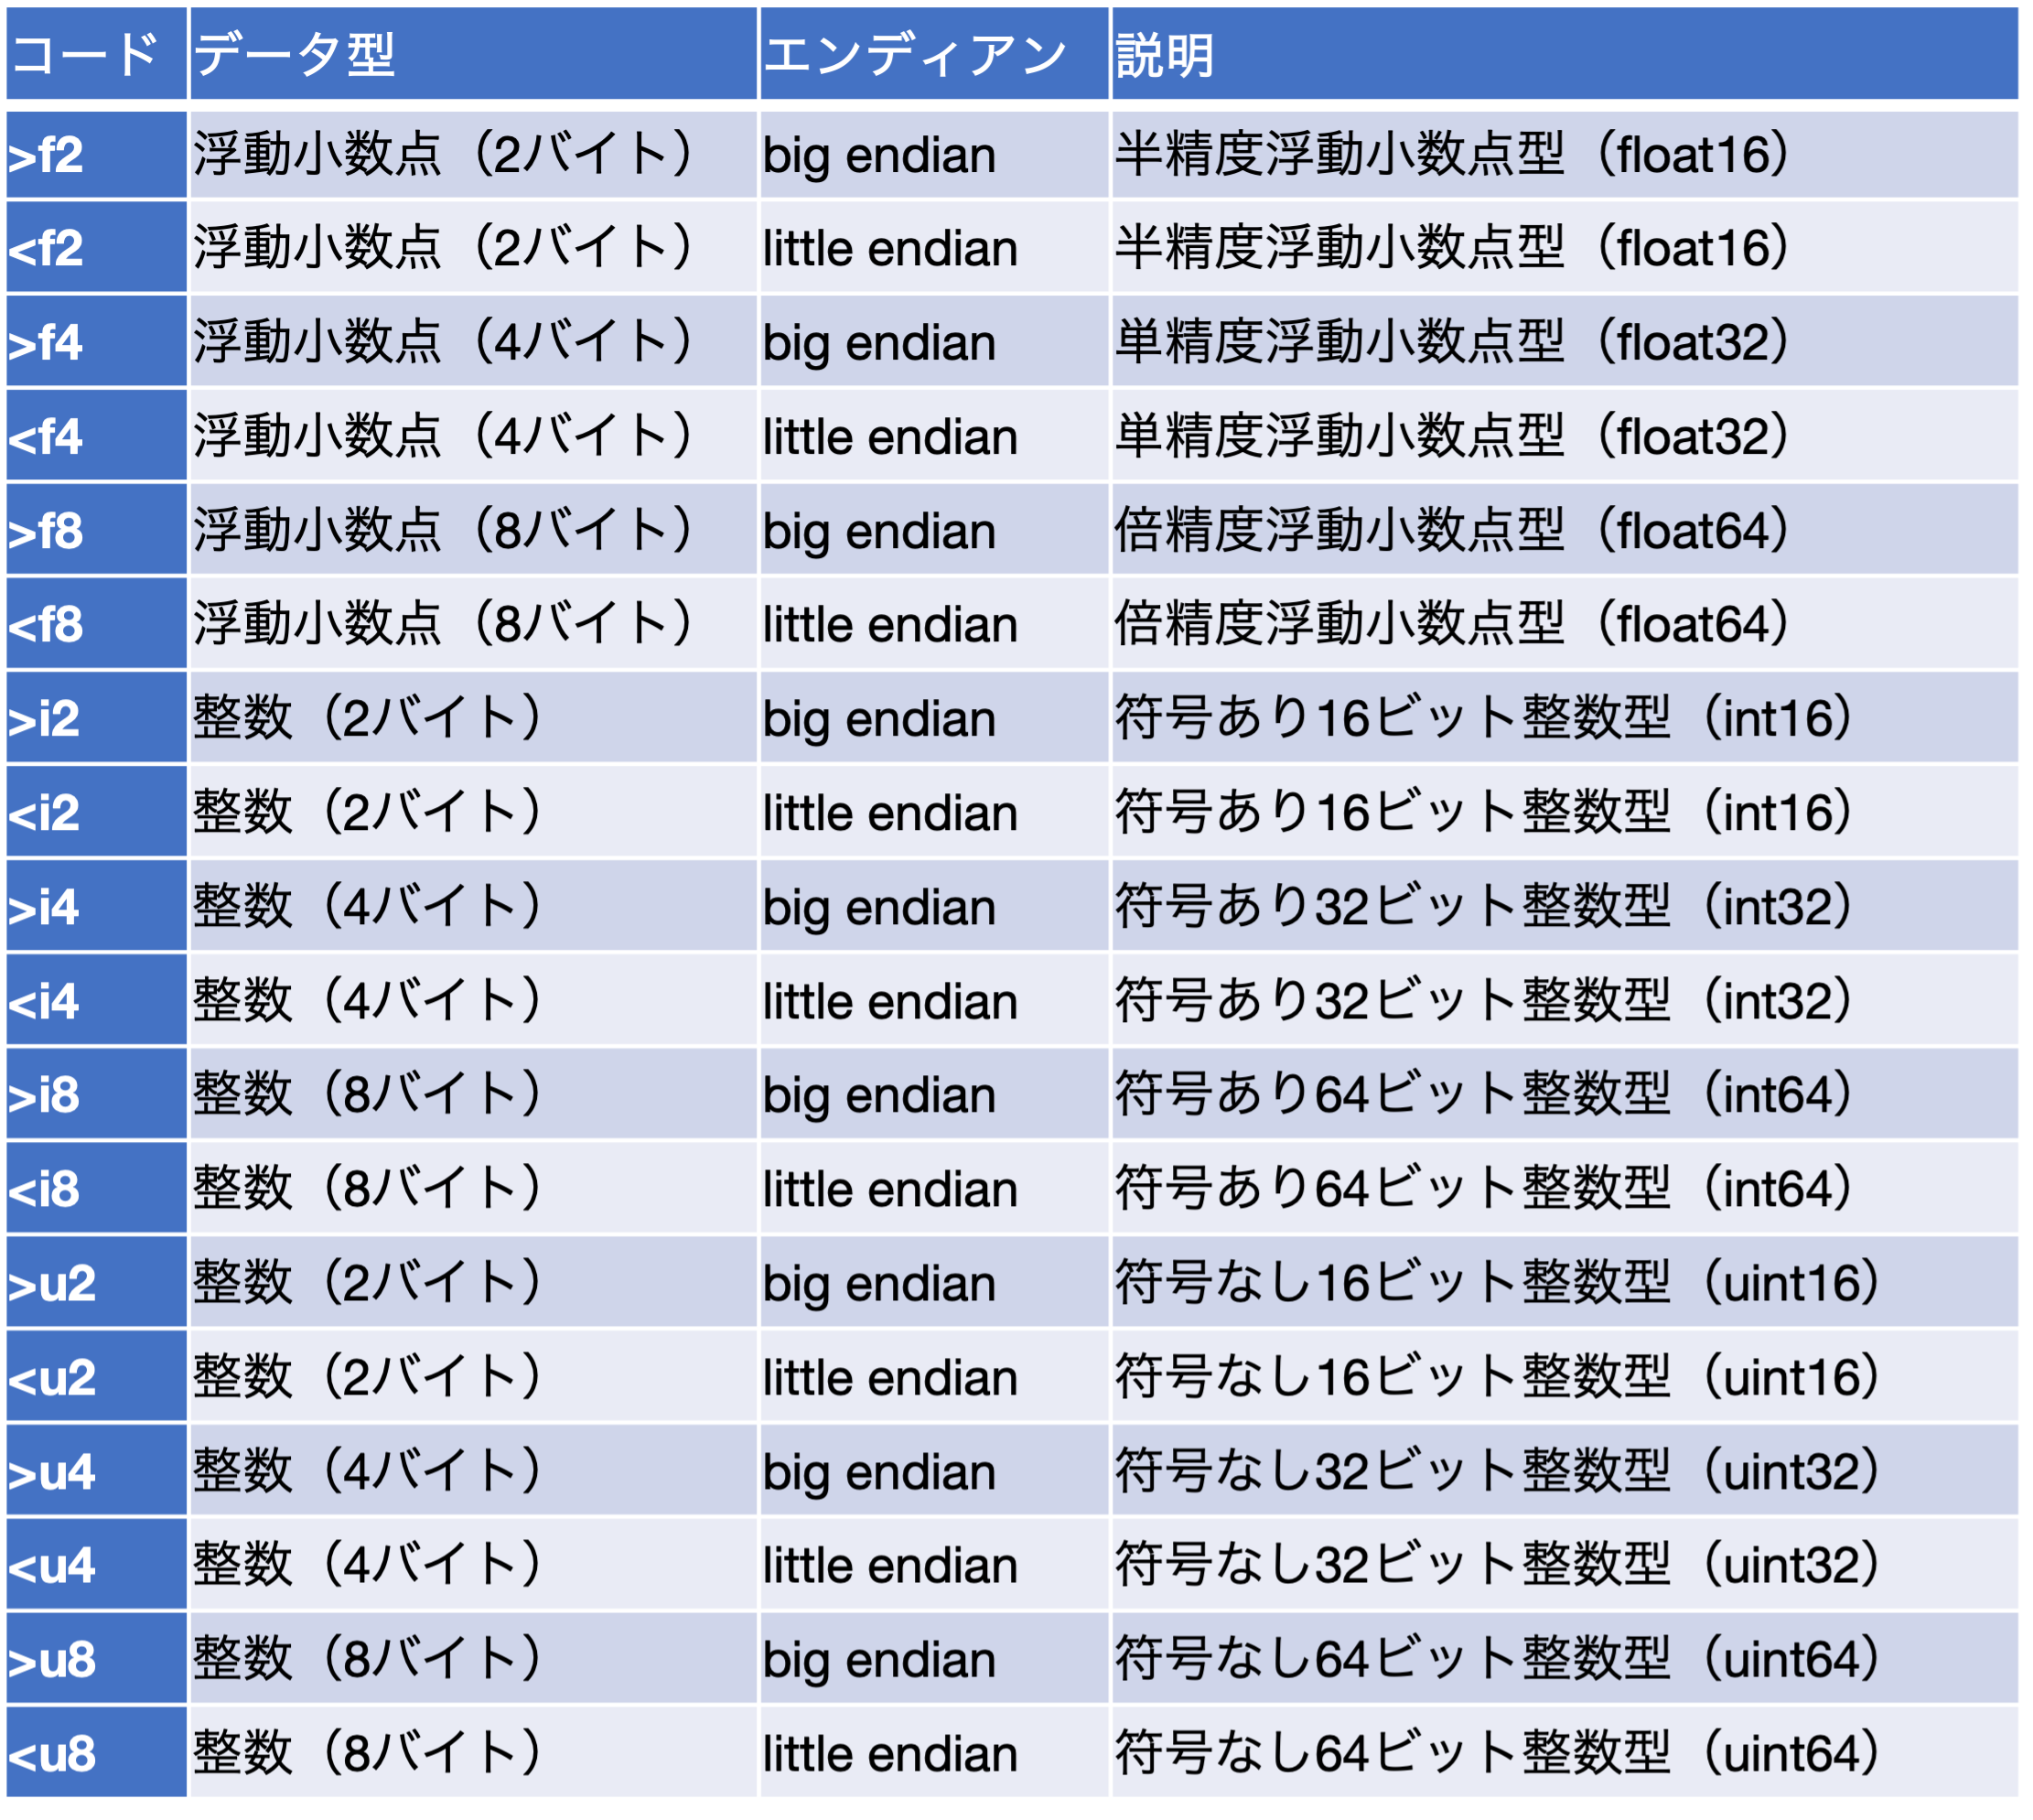 コード データ型 エンディアン 説明
>f2 浮動小数点（2バイト） big endian 半精度浮動小数点型（float16）
<f2 浮動小数点（2バイト） little endian 半精度浮動小数点型（float16）
>f4 浮動小数点（4バイト） big endian 単精度浮動小数点型（float32）
<f4 浮動小数点（4バイト） little endian 単精度浮動小数点型（float32）
>f8 浮動小数点（8バイト） big endian 倍精度浮動小数点型（float64）
<f8 浮動小数点（8バイト） little endian 倍精度浮動小数点型（float64）
>i2 整数（2バイト） big endian 符号あり16ビット整数型（int16）
<i2 整数（2バイト） little endian 符号あり16ビット整数型（int16）
>i4 整数（4バイト） big endian 符号あり32ビット整数型（int32）
<i4 整数（4バイト） little endian 符号あり32ビット整数型（int32）
>i8 整数（8バイト） big endian 符号あり64ビット整数型（int64）
<i8 整数（8バイト） little endian 符号あり64ビット整数型（int64）
>u2 整数（2バイト） big endian 符号なし16ビット整数型（uint16）
<u2 整数（2バイト） little endian 符号なし16ビット整数型（uint16）
>u4 整数（4バイト） big endian 符号なし32ビット整数型（uint32）
<u4 整数（4バイト） little endian 符号なし32ビット整数型（uint32）
>u8 整数（8バイト） big endian 符号なし64ビット整数型（uint64）
<u8 整数（8バイト） little endian 符号なし64ビット整数型（uint64）